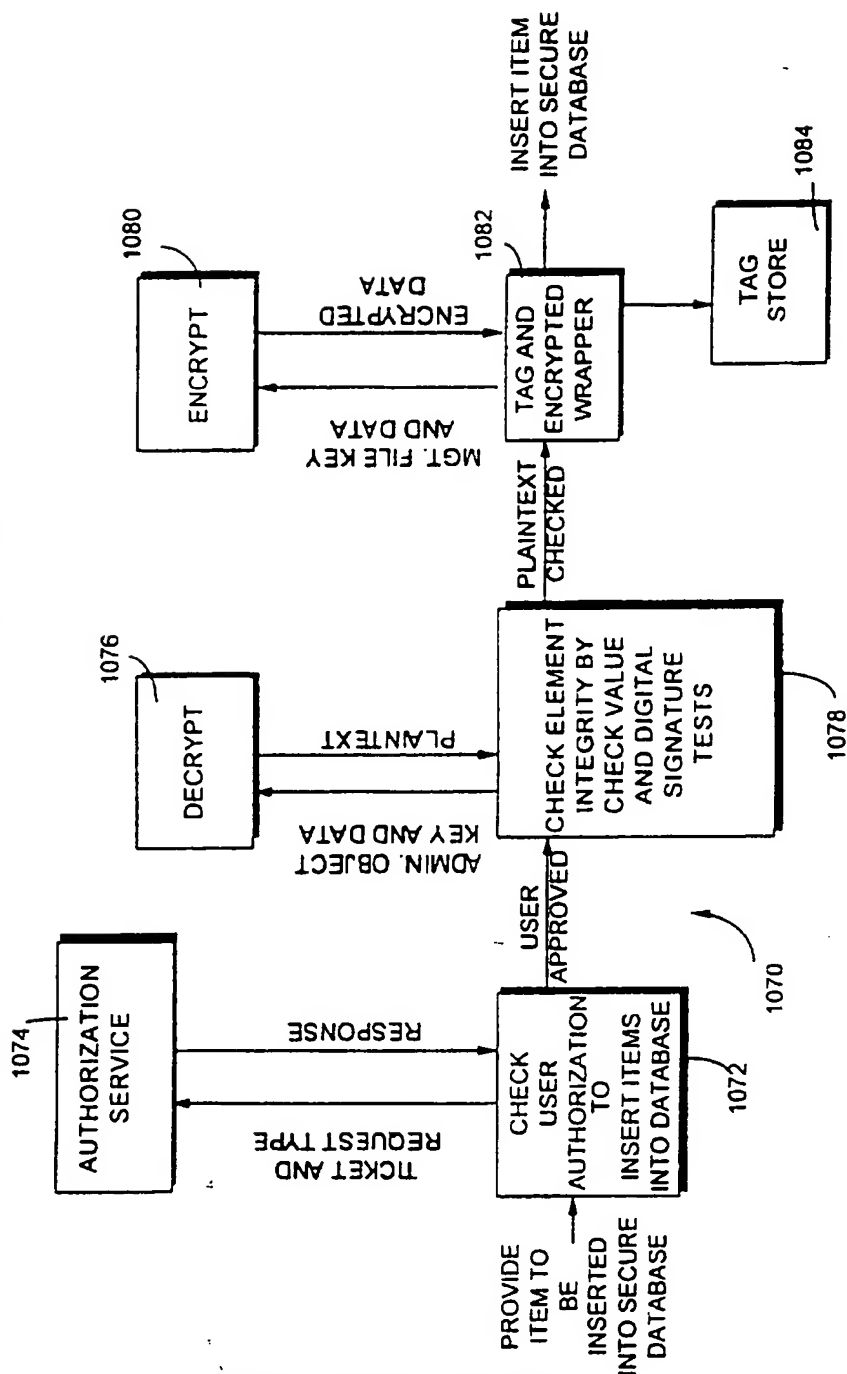 PROVIDE
ITEM TO
BE
INSERTED
INTO SECURE
DATABASE
CHECK
USER
AUTHORIZATION
TO
INSERT ITEMS
INTO DATABASE
1072
TICKET AND
REQUEST TYPE
RESPONSE
AUTHORIZATION
SERVICE
1074
USER
APPROVED
1070
CHECK ELEMENT
INTEGRITY BY
CHECK VALUE
AND DIGITAL
SIGNATURE
TESTS
1078
ADMIN. OBJECT
KEY AND DATA
PLAINTEXT
DECRYPT
1076
PLAINTEXT
CHECKED
TAG AND
ENCRYPTED
WRAPPER
1082
MGT. FILE KEY
AND DATA
ENCRYPTED
DATA
ENCRYPT
1080
INSERT ITEM
INTO SECURE
DATABASE
TAG
STORE
1084